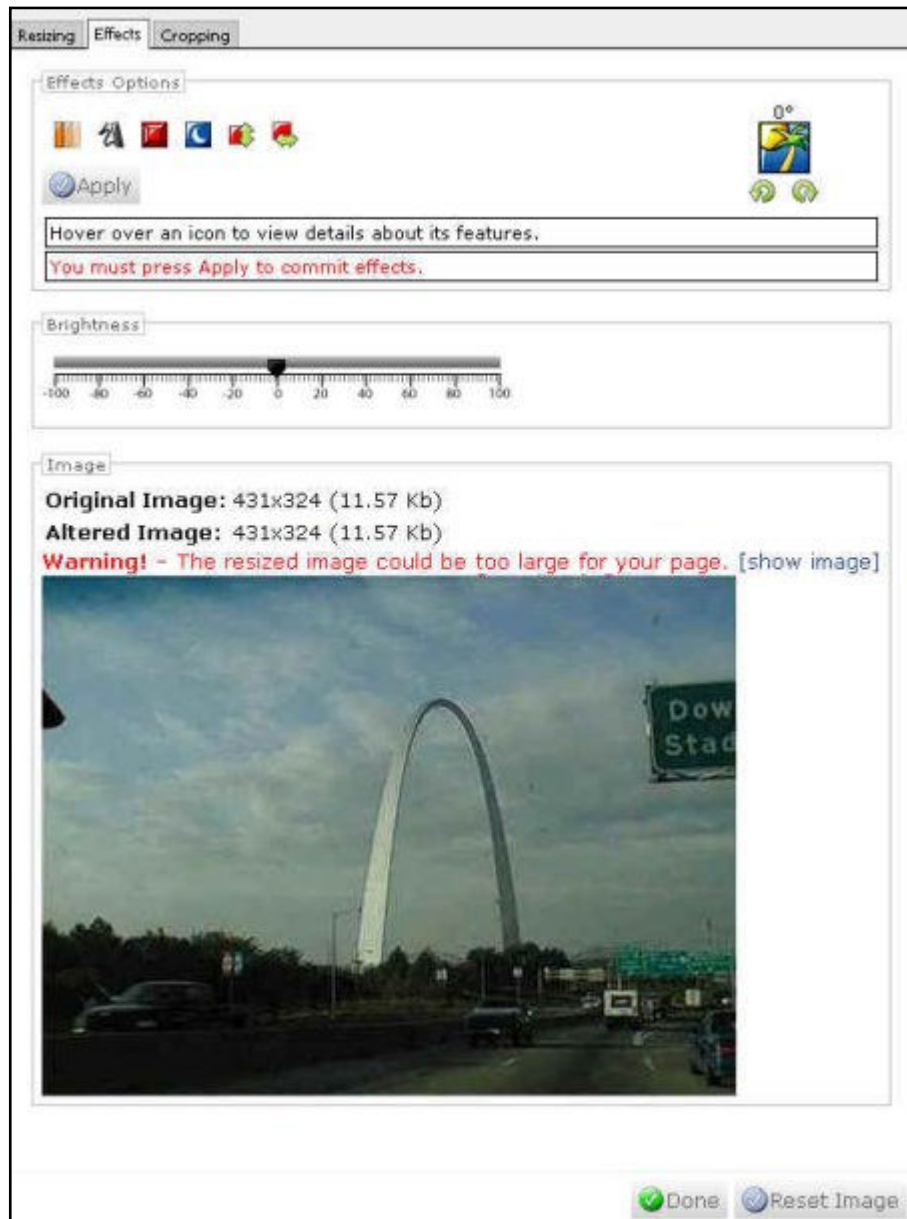 Resizing Effects Cropping
Effects Options
0°
Apply
Hover over an icon to view details about its features.
You must press Apply to commit effects.
Brightness
-100 -80 -60 -40 -20 0 20 40 60 80 100
Image
Original Image: 431x324 (11.57 Kb)
Altered Image: 431x324 (11.57 Kb)
Warning! - The resized image could be too large for your page. [show image]
Dow
Stad
Done Reset Image